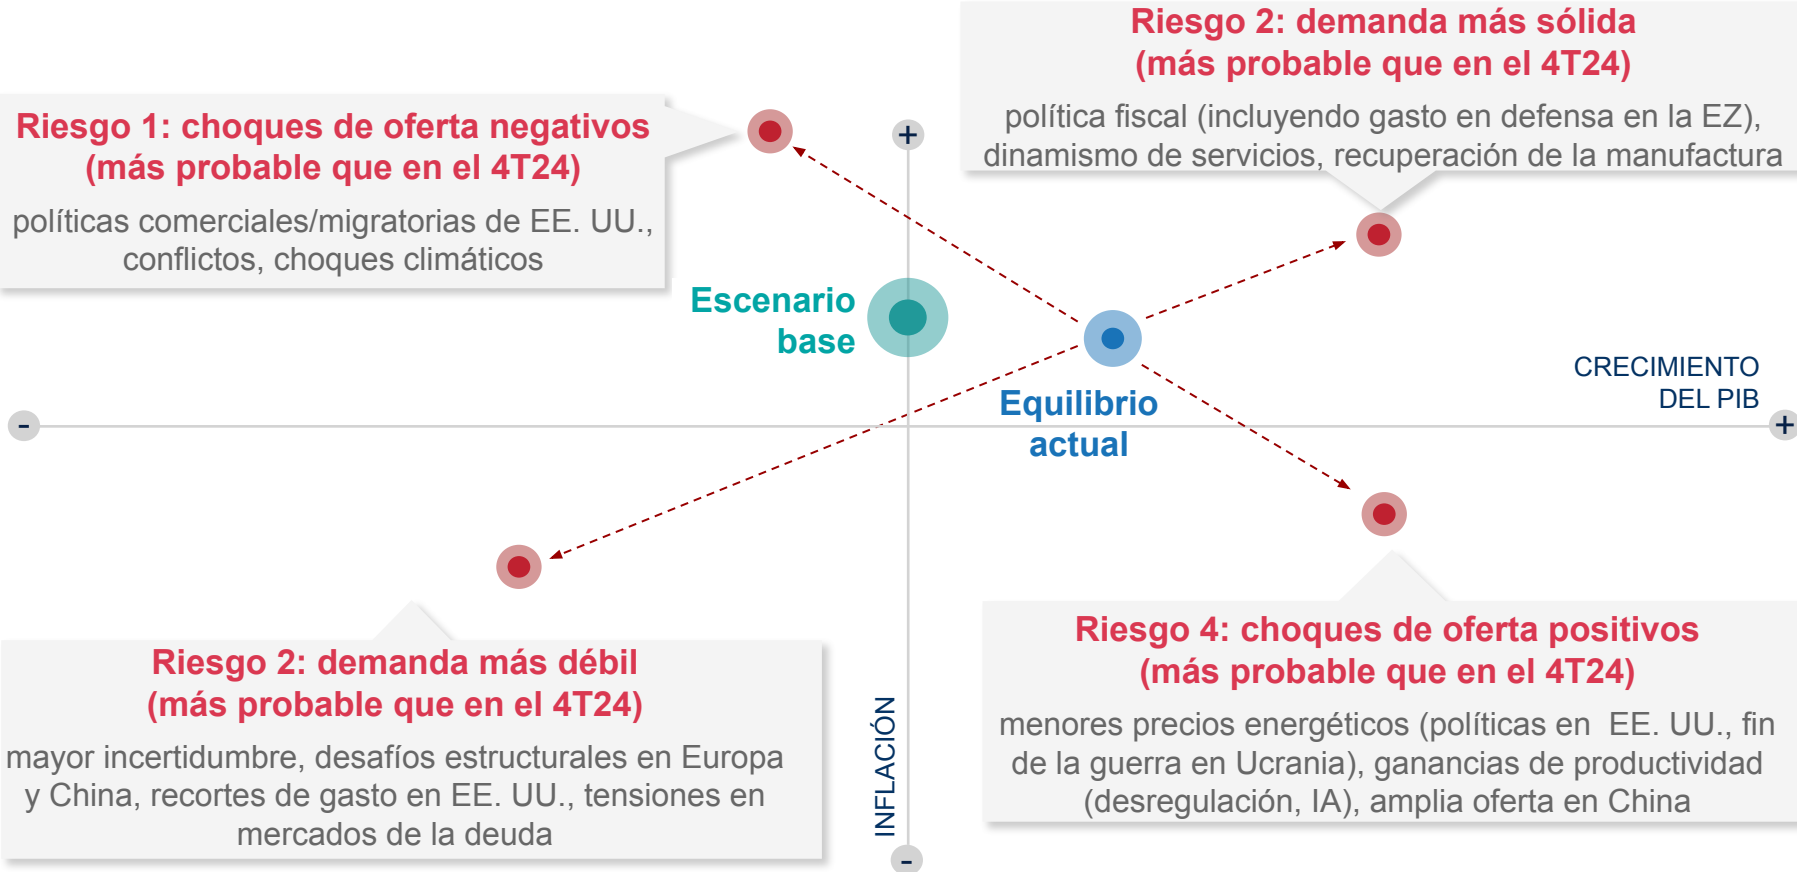 Riesgo 1: choques de oferta negativos
(más probable que en el 4T24)
políticas comerciales/migratorias de EE. UU.,
conflictos, choques climáticos
Riesgo 2: demanda más sólida
(más probable que en el 4T24)
política fiscal (incluyendo gasto en defensa en la EZ),
dinamismo de servicios, recuperación de la manufactura
+
Escenario
base
Equilibrio
actual
CRECIMIENTO
DEL PIB
-
+
Riesgo 2: demanda más débil
(más probable que en el 4T24)
mayor incertidumbre, desafíos estructurales en Europa
y China, recortes de gasto en EE. UU., tensiones en
mercados de la deuda
INFLACIÓN
-
Riesgo 4: choques de oferta positivos
(más probable que en el 4T24)
menores precios energéticos (políticas en EE. UU., fin
de la guerra en Ucrania), ganancias de productividad
(desregulación, IA), amplia oferta en China